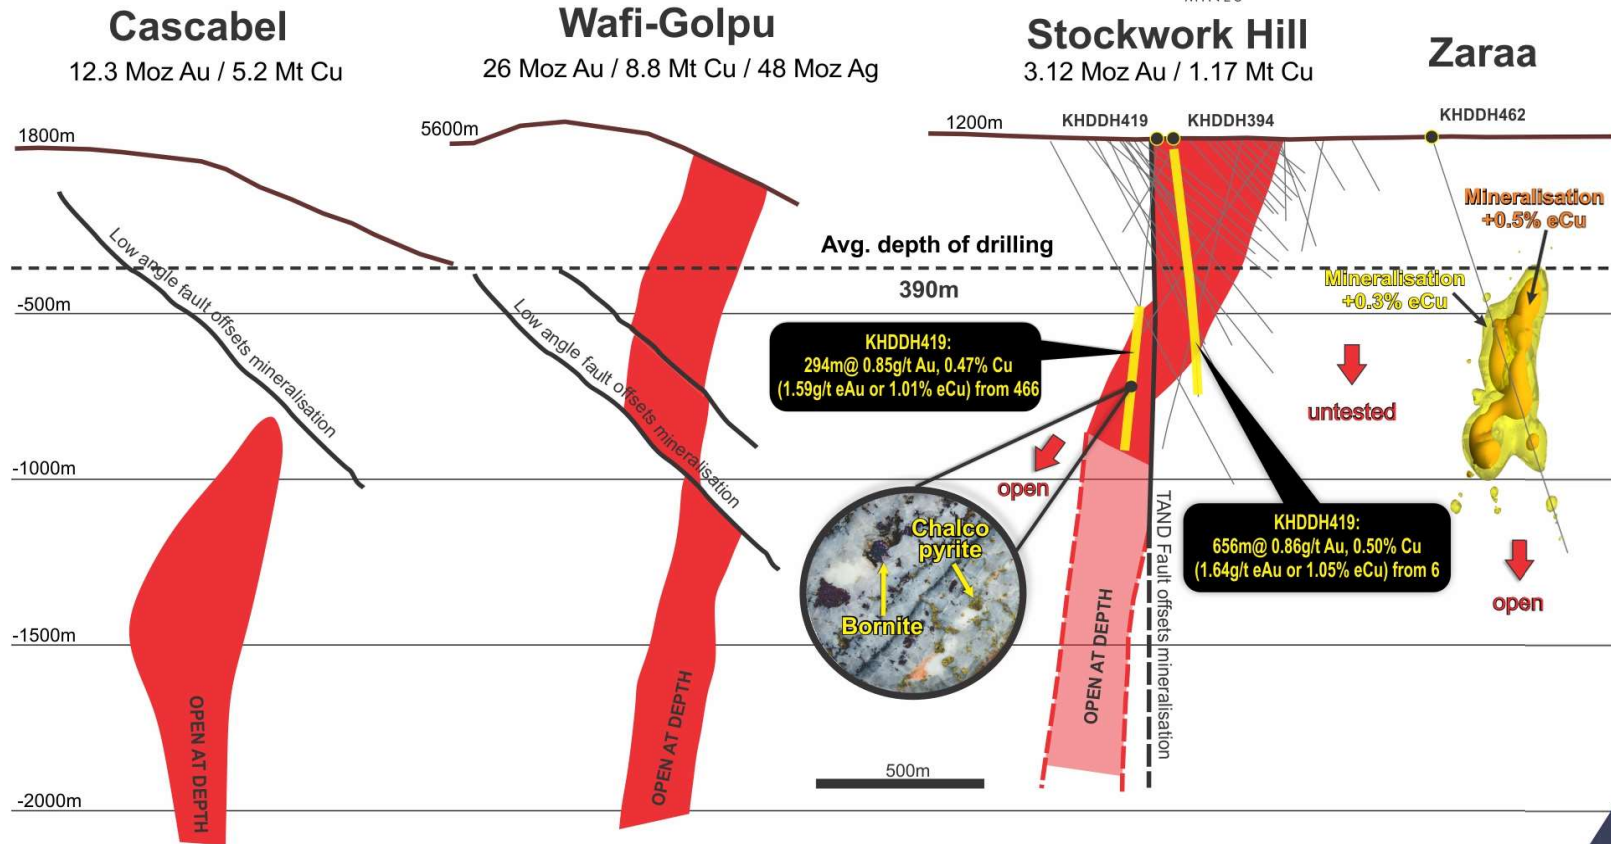 Cascabel
12.3 Moz Au / 5.2 Mt Cu
Wafi-Golpu
26 Moz Au / 8.8 Mt Cu / 48 Moz Ag
Stockwork Hill
3.12 Moz Au / 1.17 Mt Cu
Zaraa
1800m
5600m
1200m
KHDDH419
KHDDH394
KHDDH462
Low angle fault offsets mineralisation
Low angle fault offsets mineralisation
Avg. depth of drilling
390m
Mineralisation
+0.5% eCu
Mineralisation
+0.3% eCu
-500m
KHDDH419:
294m@ 0.85g/t Au, 0.47% Cu
(1.59g/t eAu or 1.01% eCu) from 466
untested
-1000m
open
Chalco
pyrite
Bornite
TAND Fault offsets mineralisation
KHDDH419:
656m@ 0.86g/t Au, 0.50% Cu
(1.64g/t eAu or 1.05% eCu) from 6
open
-1500m
OPEN AT DEPTH
OPEN AT DEPTH
OPEN AT DEPTH
500m
-2000m